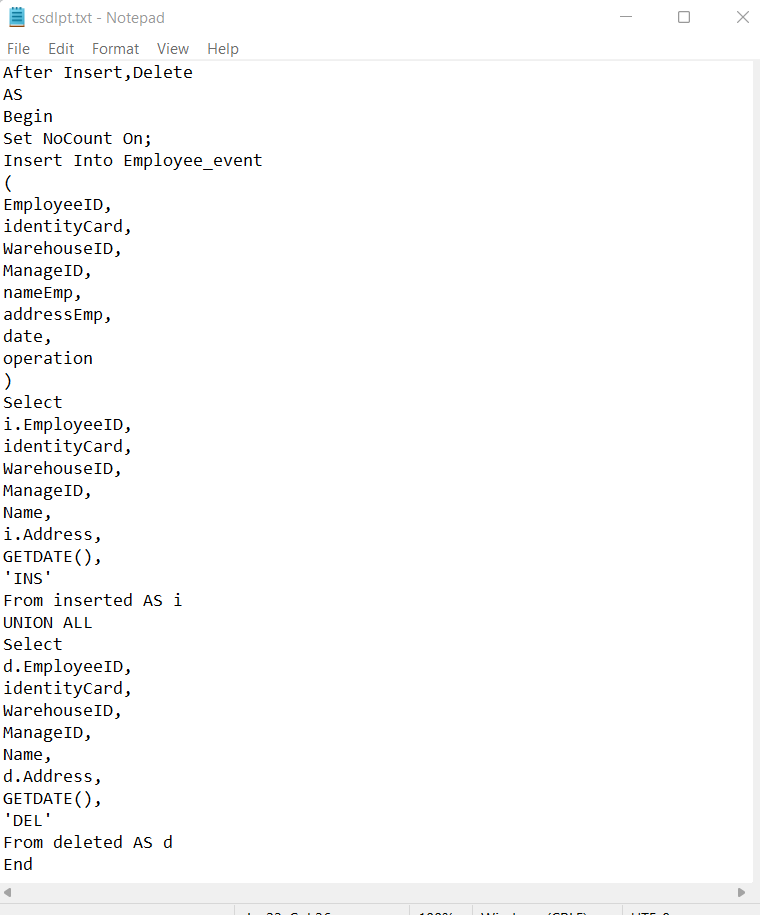 csdlpt.txt - Notepad
File Edit Format View Help
After Insert,Delete
AS
Begin
Set NoCount On;
Insert Into Employee_event
(
EmployeeID,
identityCard,
WarehouseID,
ManageID,
nameEmp,
addressEmp,
date,
operation
)
Select
i.EmployeeID,
identityCard,
WarehouseID,
ManageID,
Name,
i.Address,
GETDATE(),
'INS'
From inserted AS i
UNION ALL
Select
d.EmployeeID,
identityCard,
WarehouseID,
ManageID,
Name,
d.Address,
GETDATE(),
'DEL'
From deleted AS d
End